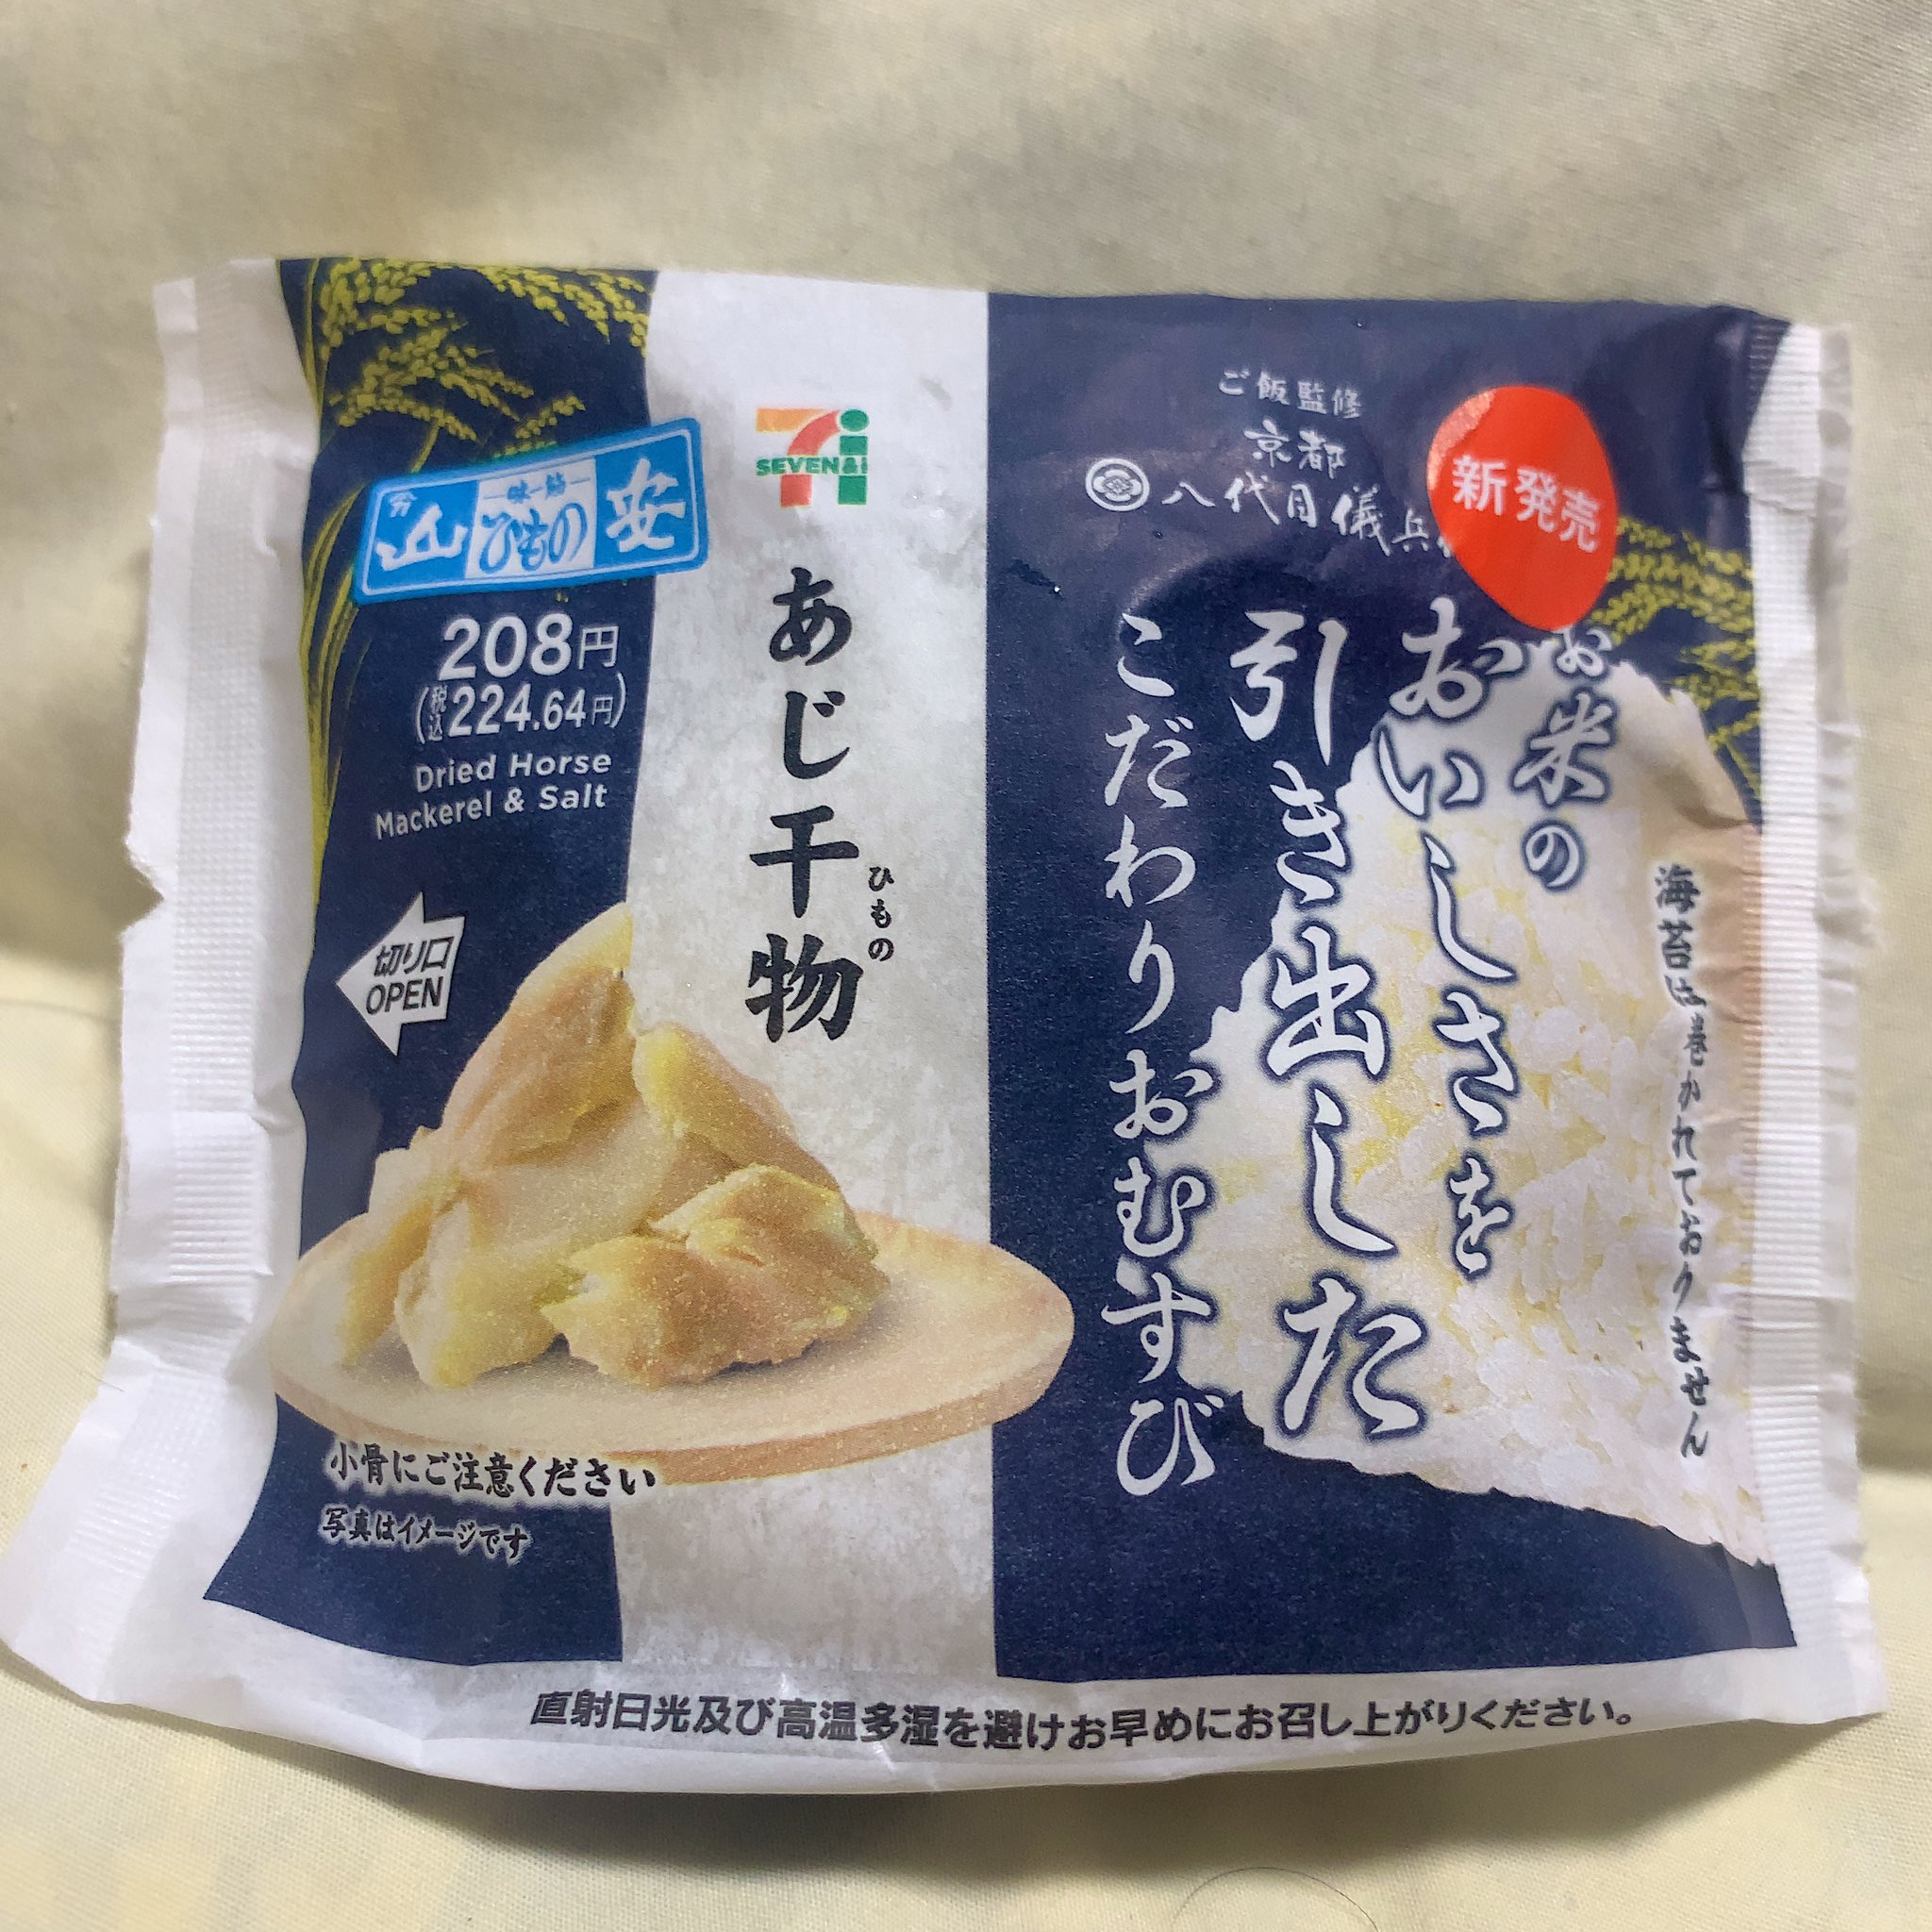 山
一味一筋
ひもの
安
208円
(税込224.64円)
Dried Horse
Mackerel & Salt
切り口
OPEN
SEVEN&i
あじ干物
ひもの
小骨にご注意ください
写真はイメージです
ご飯監修
京都
八代目儀兵
新発売
お米の
おいしさを
引き出した
こだわりおむすび
海苔は巻かれておりません
直射日光及び高温多湿を避けお早めにお召し上がりください。